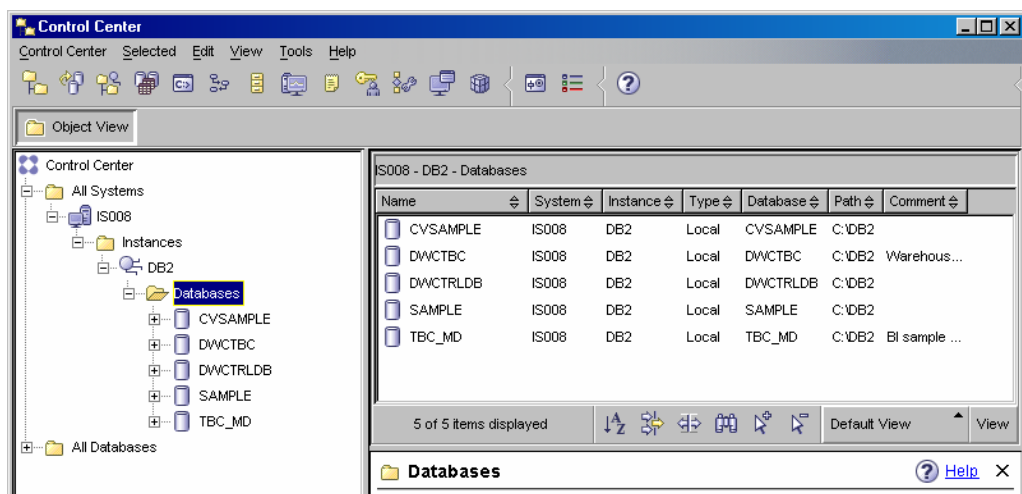 Control Center
Control Center Selected Edit View Tools Help
Object View
Control Center
All Systems
IS008
Instances
DB2
Databases
CVSAMPLE
DWCTBC
DWCTRLDB
SAMPLE
TBC_MD
All Databases
IS008 - DB2 - Databases
Name System Instance Type Database Path Comment
CVSAMPLE IS008 DB2 Local CVSAMPLE C:\DB2
DWCTBC IS008 DB2 Local DWCTBC C:\DB2 Warehous...
DWCTRLDB IS008 DB2 Local DWCTRLDB C:\DB2
SAMPLE IS008 DB2 Local SAMPLE C:\DB2
TBC_MD IS008 DB2 Local TBC_MD C:\DB2 BI sample ...
5 of 5 items displayed Default View View
Databases Help